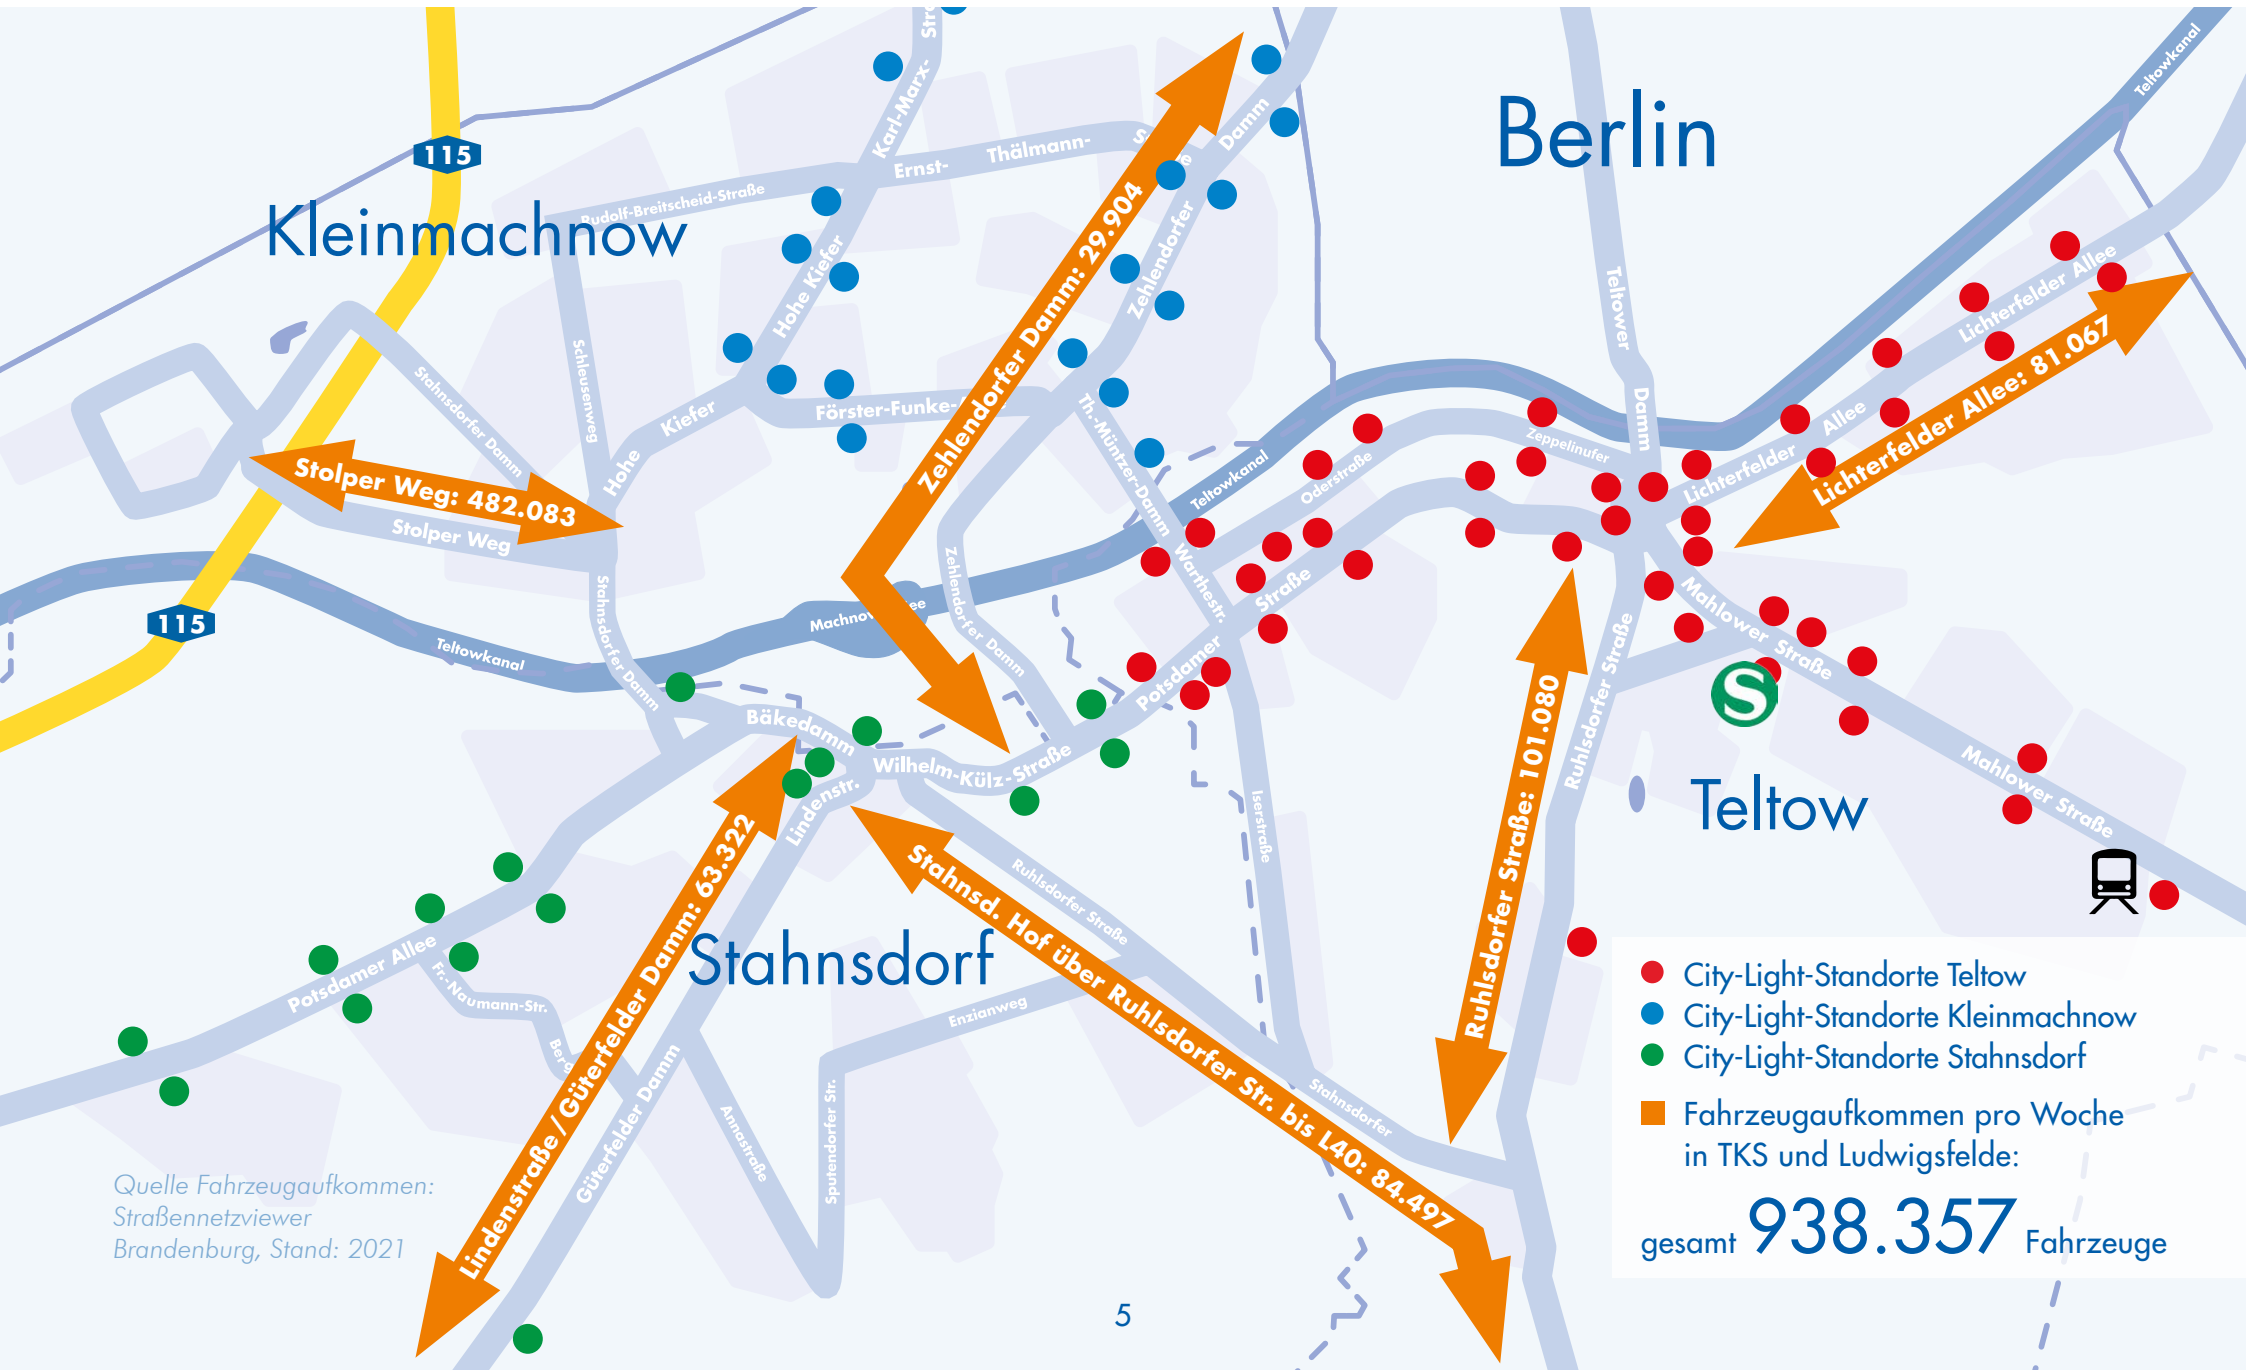 Berlin
Kleinmachnow
Teltow
Stahnsdorf
115
115
Karl-Marx-
Rudolf-Breitscheid-Straße
Ernst-
Thälmann-
Damm
Zehlendorfer
Hohe Kiefer
Hohe
Kiefer
Schleusenweg
Stahnsdorfer Damm
Förster-Funke-
Zehlendorfer Damm: 29.904
Stolper Weg: 482.083
Stolper Weg
Stahnsdorfer Damm
Teltowkanal
Teltowkanal
Teltowkanal
Zehlendorfer Damm
Th.-Müntzer-Damm
Warthestr.
Oderstraße
Zeppelinufer
Teltower
Damm
Lichterfelder
Allee
Lichterfelder Allee
Lichterfelder Allee: 81.067
Potsdamer
Straße
Mahlower Straße
Mahlower Straße
S
Ruhlsdorfer Straße
Ruhlsdorfer Straße: 101.080
Iserstraße
Bäkedamm
Wilhelm-Külz-Straße
Lindenstr.
Lindenstraße/Güterfelder Damm: 63.322
Stahnsd. Hof über Ruhlsdorfer Str. bis L40: 84.497
Ruhlsdorfer Straße
Stahnsdorfer
Enzianweg
Potsdamer Allee
Fr.-Naumann-Str.
Güterfelder Damm
Annastraße
Sputendorfer Str.
City-Light-Standorte Teltow
City-Light-Standorte Kleinmachnow
City-Light-Standorte Stahnsdorf
Fahrzeugaufkommen pro Woche
in TKS und Ludwigsfelde:
gesamt 938.357 Fahrzeuge
Quelle Fahrzeugaufkommen:
Straßennetzviewer
Brandenburg, Stand: 2021
5